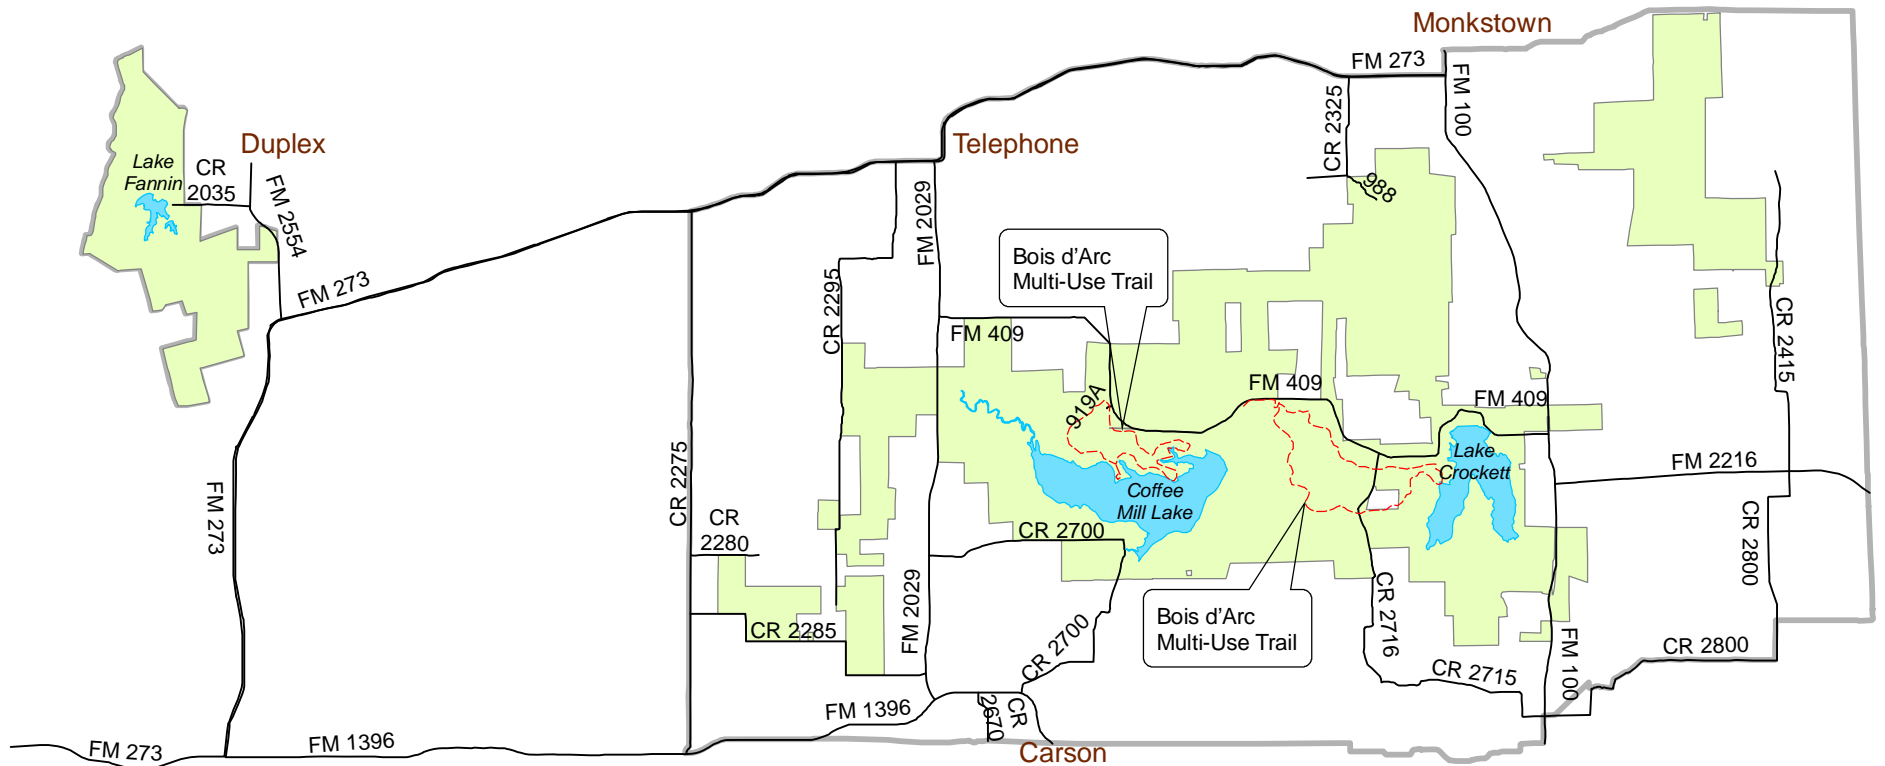 Monkstown
FM 273
FM 100
CR 2325
988
Duplex
Lake
Fannin
CR
2035
FM 2554
Telephone
FM 2029
FM 273
Bois d'Arc
Multi-Use Trail
CR 2295
FM 409
919A
FM 409
FM 409
CR 2415
Lake
Crockett
FM 2216
Coffee
Mill Lake
CR 2275
FM 273
CR
2280
CR 2700
CR 2800
FM 2029
CR 2285
CR 2700
Bois d'Arc
Multi-Use Trail
CR 2716
CR 2715
FM 100
CR 2800
FM 1396
CR
2670
Carson
FM 273
FM 1396